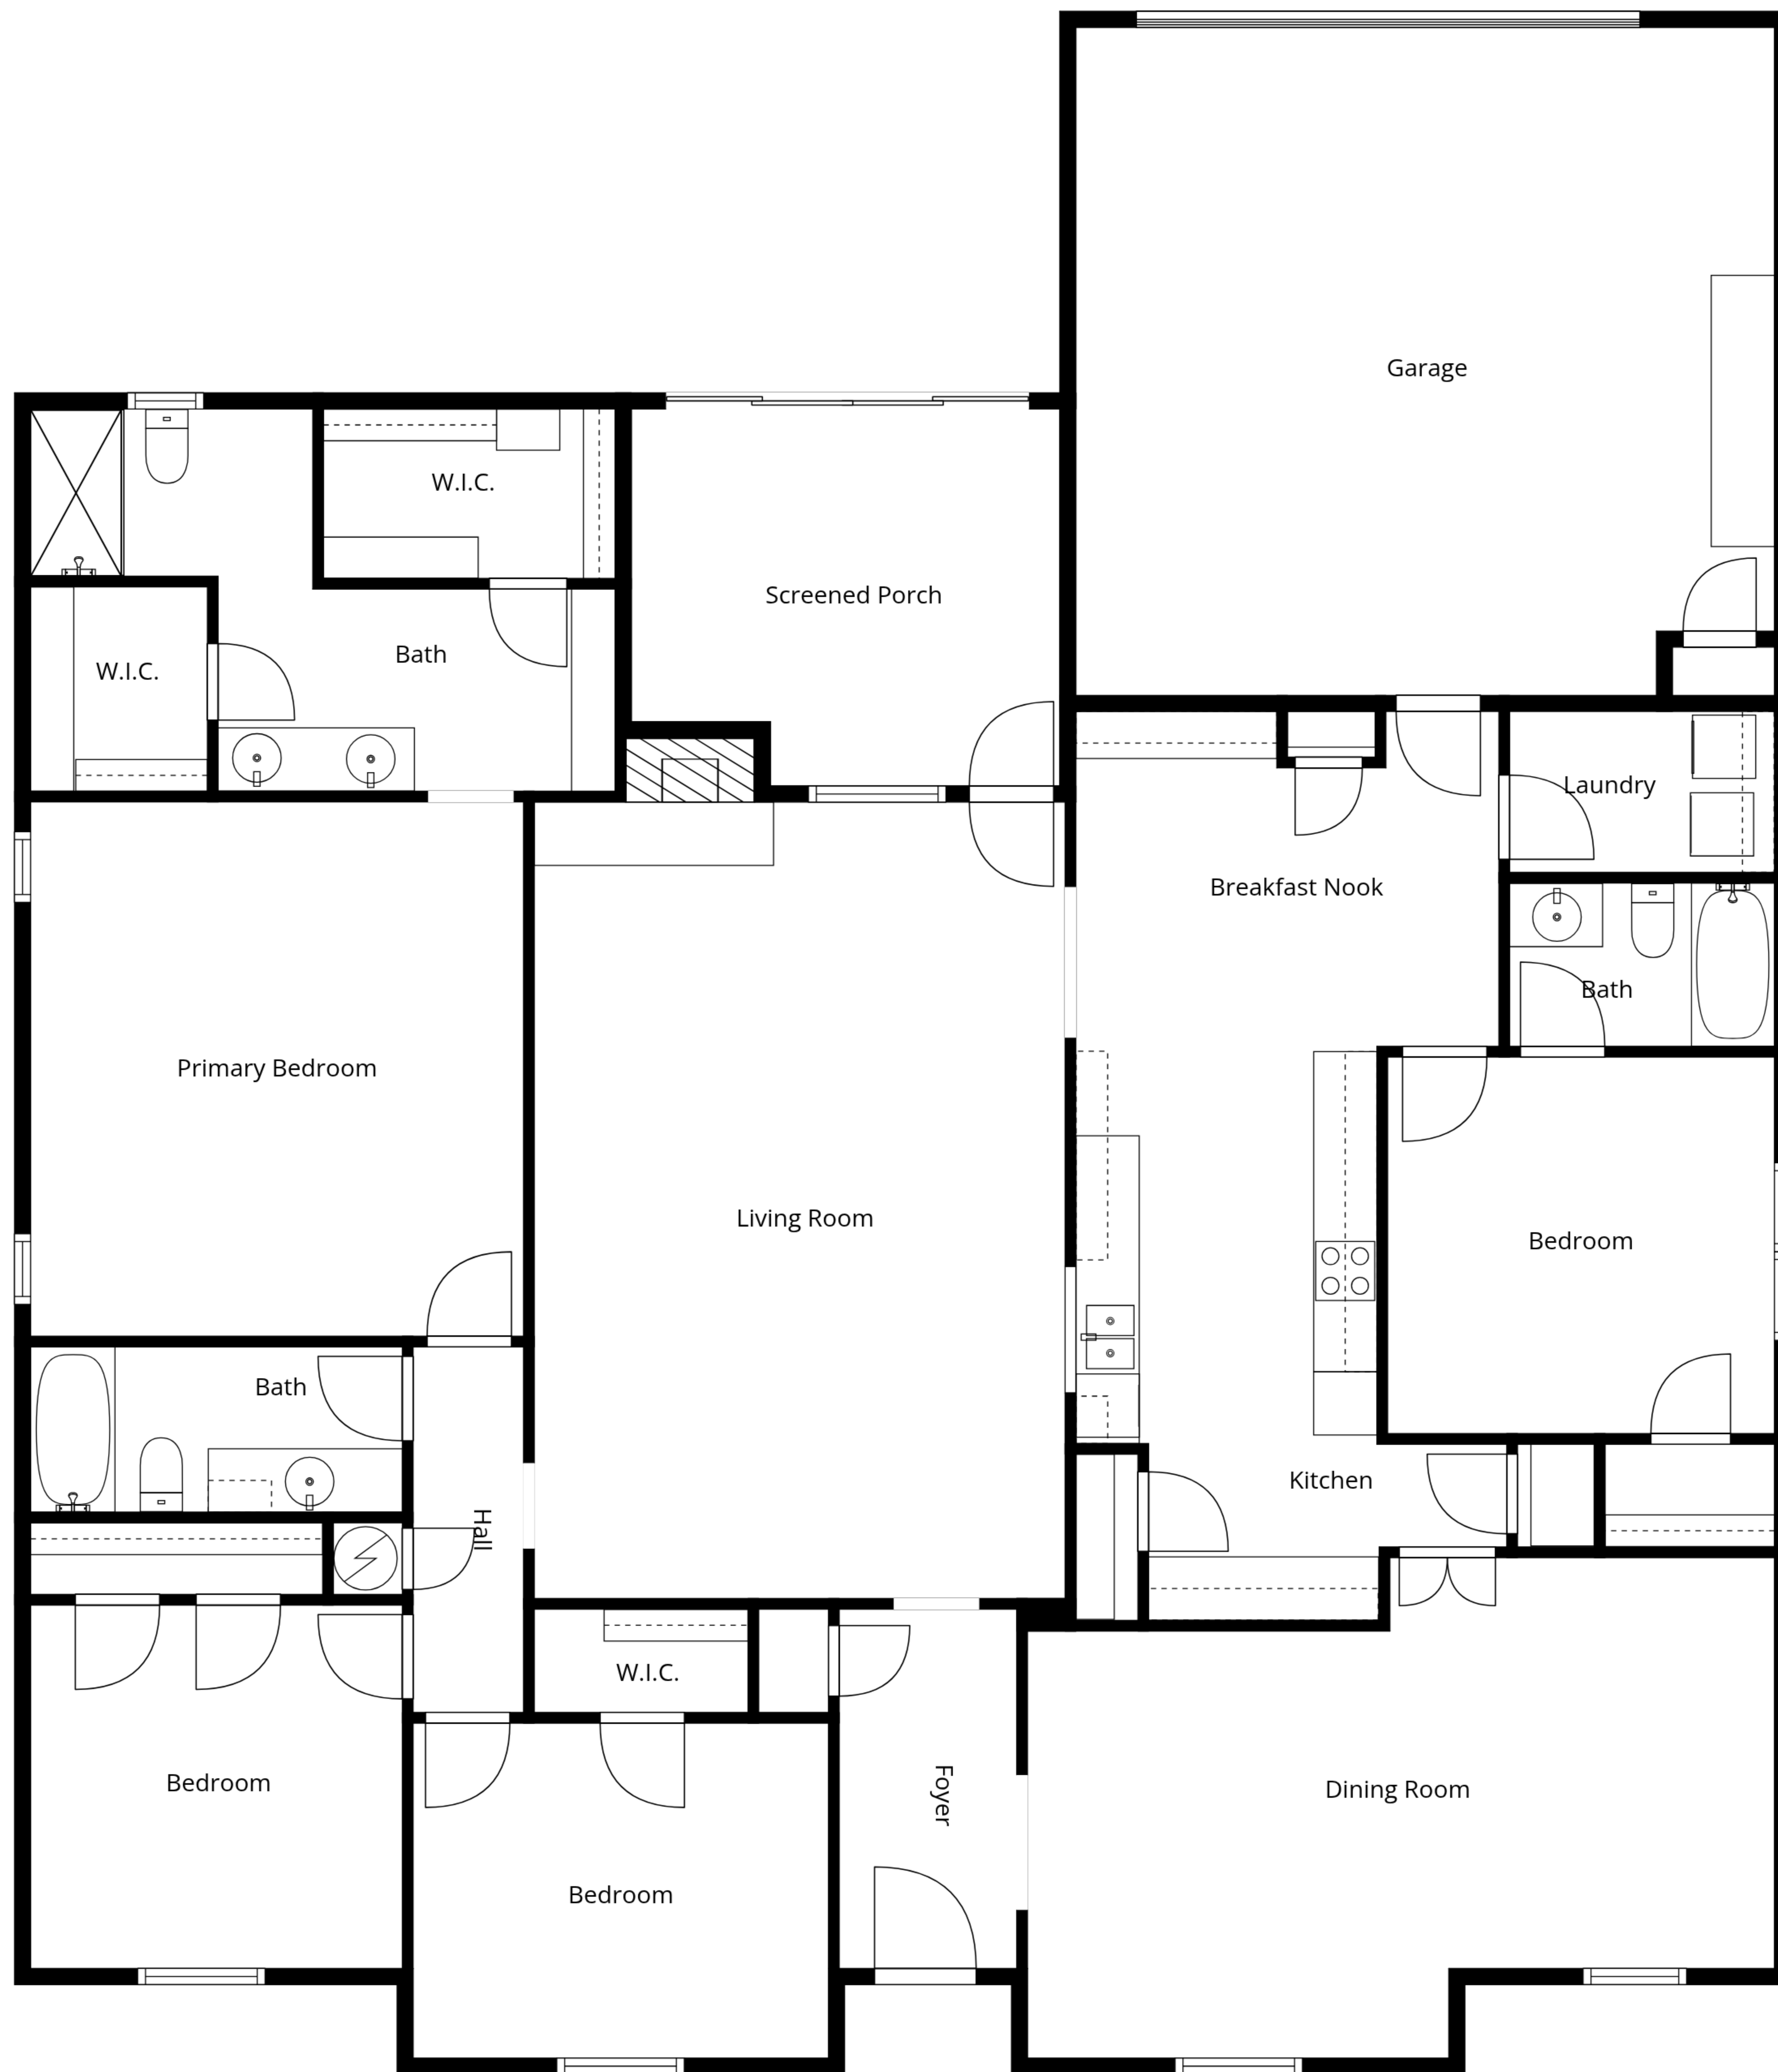 Garage
W.I.C.
Screened Porch
Bath
W.I.C.
Laundry
Breakfast Nook
Bath
Primary Bedroom
Living Room
Bedroom
Bath
Kitchen
Hall
W.I.C.
Bedroom
Foyer
Dining Room
Bedroom